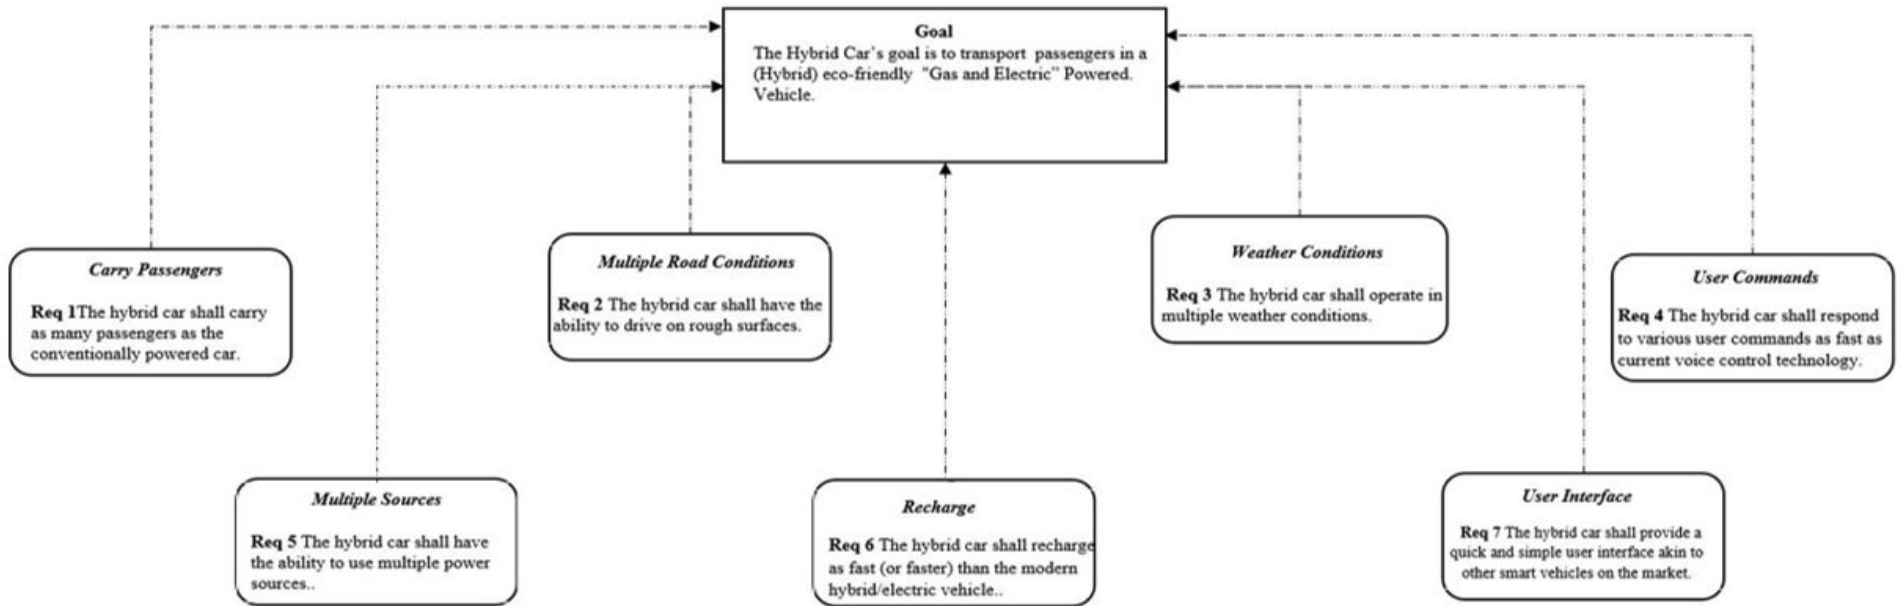 Goal
The Hybrid Car's goal is to transport passengers in a
(Hybrid) eco-friendly "Gas and Electric" Powered.
Vehicle.
Carry Passengers
Req 1The hybrid car shall carry
as many passengers as the
conventionally powered car.
Multiple Road Conditions
Req 2 The hybrid car shall have the
ability to drive on rough surfaces.
Weather Conditions
Req 3 The hybrid car shall operate in
multiple weather conditions.
User Commands
Req 4 The hybrid car shall respond
to various user commands as fast as
current voice control technology.
Multiple Sources
Req 5 The hybrid car shall have
the ability to use multiple power
sources..
Recharge
Req 6 The hybrid car shall recharge
as fast (or faster) than the modern
hybrid/electric vehicle..
User Interface
Req 7 The hybrid car shall provide a
quick and simple user interface akin to
other smart vehicles on the market.